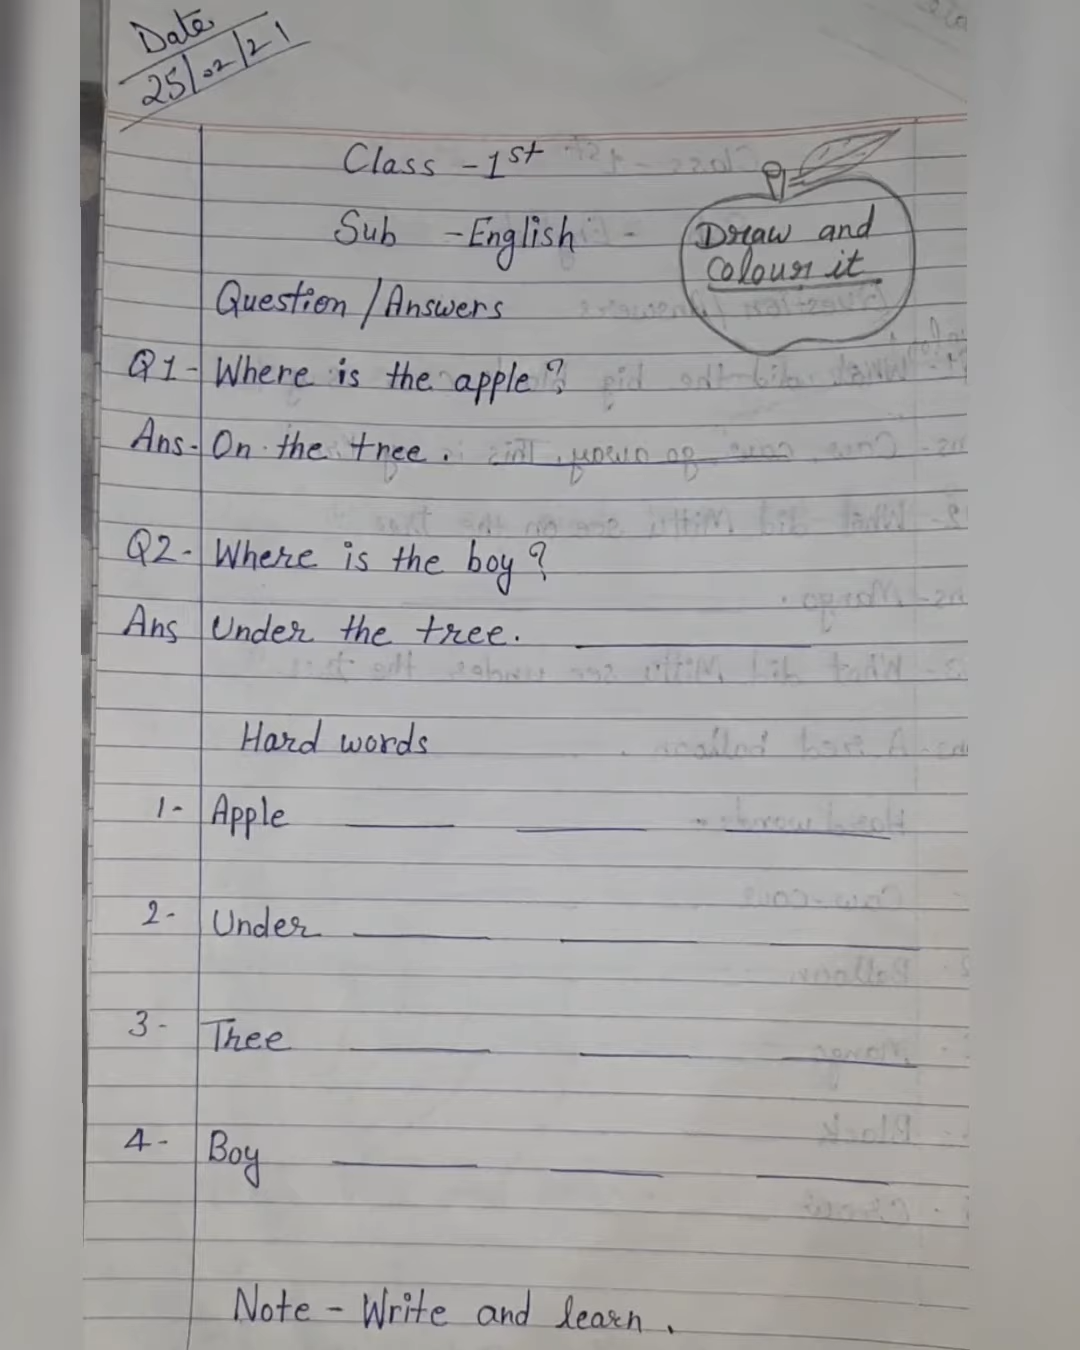 Date
25/02/21
Class - 1st
Sub - English
Draw and
colour it
Question / Answers
Q1- Where is the apple?
Ans- On the tree.
Q2- Where is the boy?
Ans Under the tree.
Hard words
1- Apple
2- Under
3- Tree
4- Boy
Note - Write and learn.